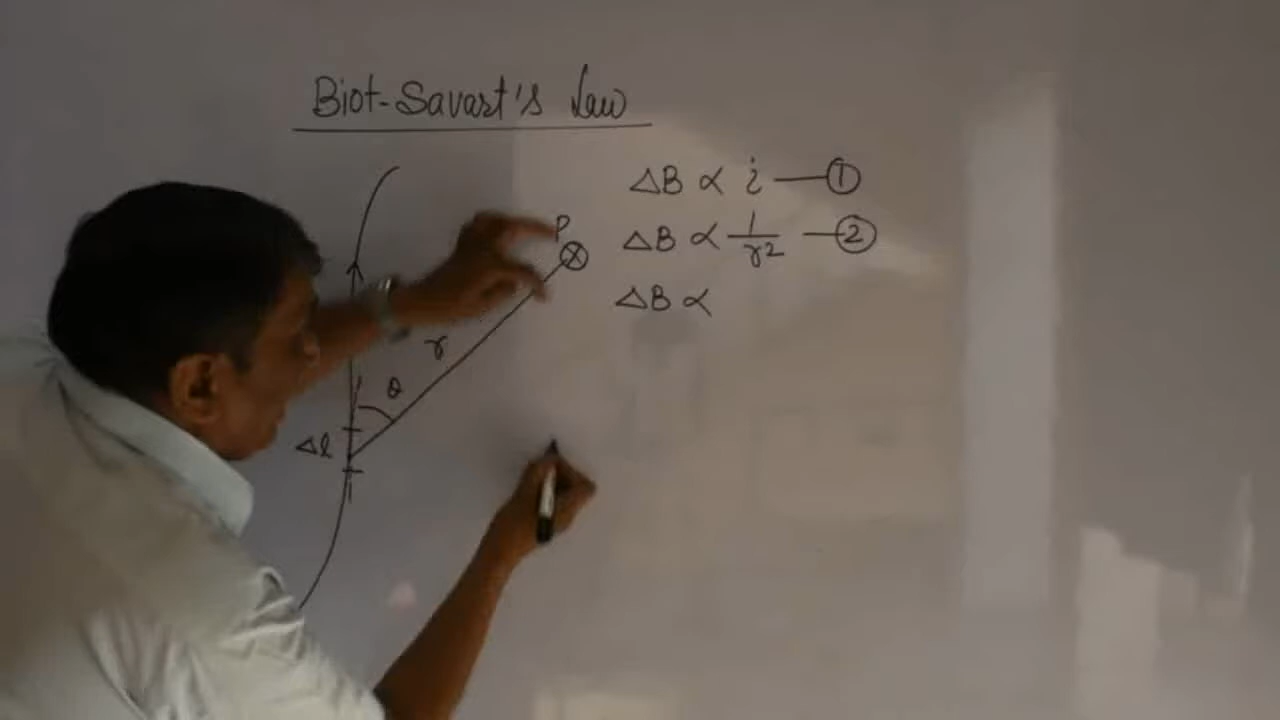 Biot-Savart's Law
ΔB ∝ i —①
ΔB ∝ 1/r² —②
ΔB ∝
P
r
θ
Δl